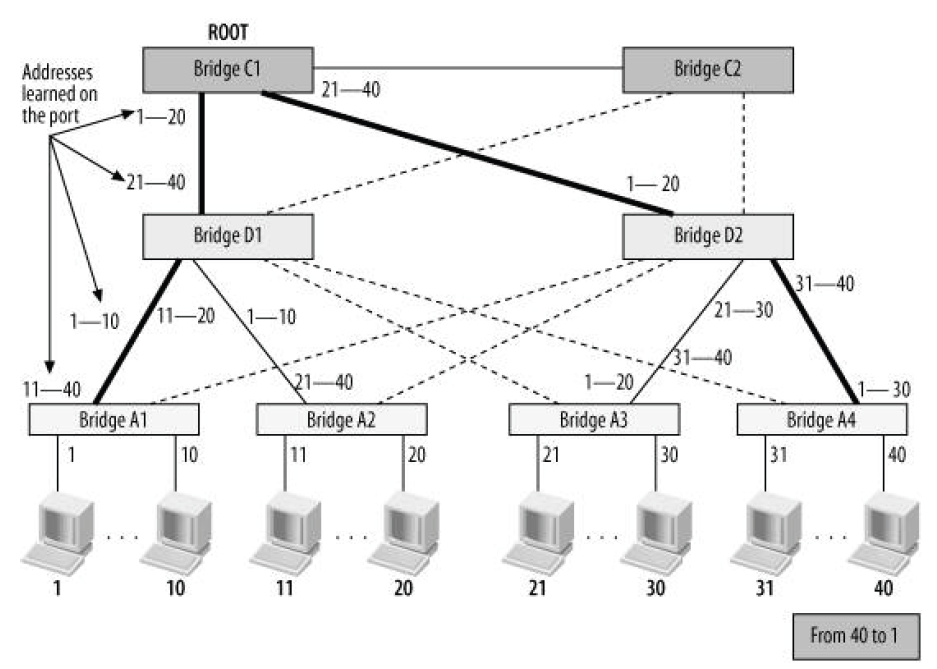 ROOT
Bridge C1
Bridge C2
Addresses
learned on
the port
21—40
1—20
21—40
1— 20
Bridge D1
Bridge D2
1—10
11—20
1—10
21—30
31—40
11—40
21—40
1—20
31—40
1—30
Bridge A1
Bridge A2
Bridge A3
Bridge A4
1
10
11
20
21
30
31
40
. . .
. . .
. . .
. . .
1
10
11
20
21
30
31
40
From 40 to 1